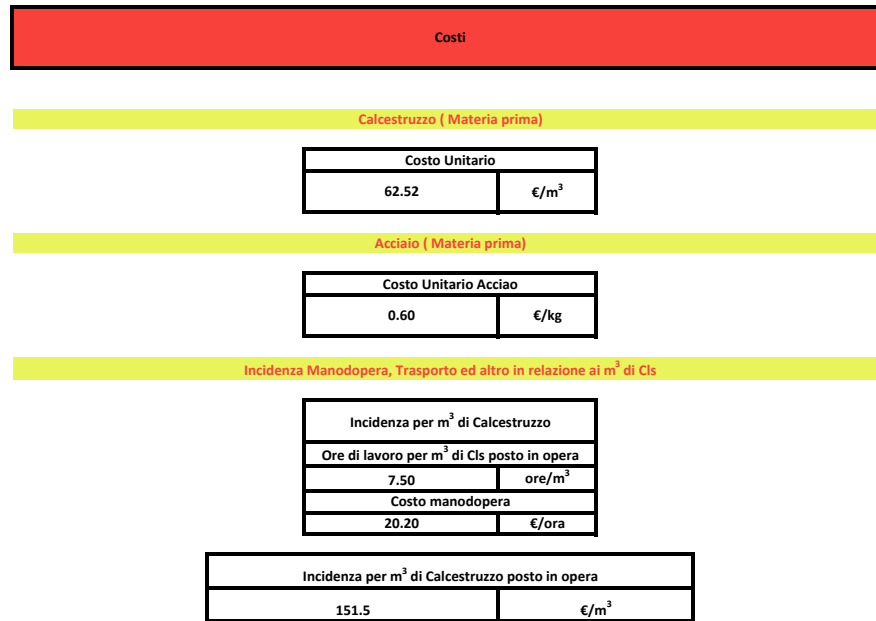 Costi
Calcestruzzo ( Materia prima)
Costo Unitario
62.52 €/m³
Acciaio ( Materia prima)
Costo Unitario Acciao
0.60 €/kg
Incidenza Manodopera, Trasporto ed altro in relazione ai m³ di Cls
Incidenza per m³ di Calcestruzzo
Ore di lavoro per m³ di Cls posto in opera
7.50 ore/m³
Costo manodopera
20.20 €/ora
Incidenza per m³ di Calcestruzzo posto in opera
151.5 €/m³